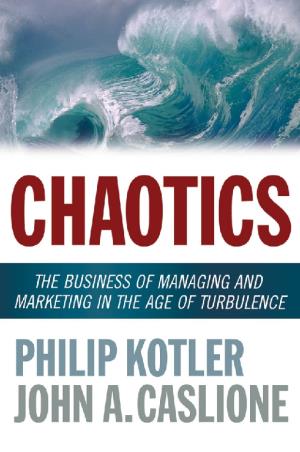 CHAOTICS
THE BUSINESS OF MANAGING AND
MARKETING IN THE AGE OF TURBULENCE
PHILIP KOTLER
JOHN A. CASLIONE